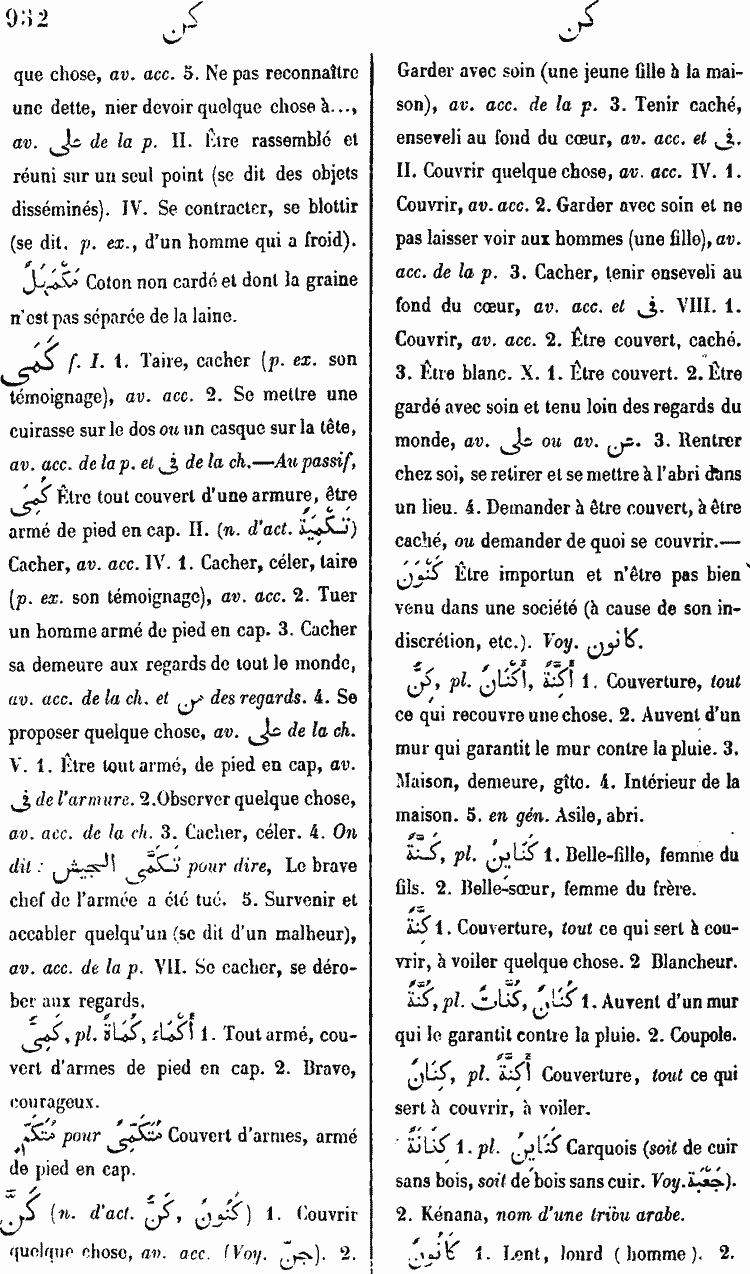 932
كن
كن
que chose, av. acc. 5. Ne pas reconnaître
une dette, nier devoir quelque chose à...,
av. على de la p. II. Être rassemblé et
réuni sur un seul point (se dit des objets
disséminés). IV. Se contracter, se blottir
(se dit. p. ex., d'un homme qui a froid).
مُكَمْبَلٌ Coton non cardé et dont la graine
n'est pas séparée de la laine.
كَمَى f. I. 1. Taire, cacher (p. ex. son
témoignage), av. acc. 2. Se mettre une
cuirasse sur le dos ou un casque sur la tête,
av. acc. de la p. et فى de la ch.—Au passif,
كُمِىَ Être tout couvert d'une armure, être
armé de pied en cap. II. (n. d'act. تَكْمِيَةٌ)
Cacher, av. acc. IV. 1. Cacher, céler, taire
(p. ex. son témoignage), av. acc. 2. Tuer
un homme armé de pied en cap. 3. Cacher
sa demeure aux regards de tout le monde,
av. acc. de la ch. et من des regards. 4. Se
proposer quelque chose, av. على de la ch.
V. 1. Être tout armé, de pied en cap, av.
فى de l'armure. 2. Observer quelque chose,
av. acc. de la ch. 3. Cacher, céler. 4. On
dit : تَكَمَّى الجيش pour dire, Le brave
chef de l'armée a été tué. 5. Survenir et
accabler quelqu'un (se dit d'un malheur),
av. acc. de la p. VII. Se cacher, se déro-
ber aux regards.
كَمِىٌّ, pl. كُمَاةٌ, أَكْمَاءٌ 1. Tout armé, cou-
vert d'armes de pied en cap. 2. Brave,
courageux.
مُتَكَمٍّ pour مُتَكَمِّىٌ Couvert d'armes, armé
de pied en cap.
كَنَّ (n. d'act. كَنٌّ, كُنُونٌ) 1. Couvrir
quelque chose, av. acc. (Voy. جنّ). 2.
Garder avec soin (une jeune fille à la mai-
son), av. acc. de la p. 3. Tenir caché,
enseveli au fond du cœur, av. acc. et فى.
II. Couvrir quelque chose, av. acc. IV. 1.
Couvrir, av. acc. 2. Garder avec soin et ne
pas laisser voir aux hommes (une fille), av.
acc. de la p. 3. Cacher, tenir enseveli au
fond du cœur, av. acc. et فى. VIII. 1.
Couvrir, av. acc. 2. Être couvert, caché.
3. Être blanc. X. 1. Être couvert. 2. Être
gardé avec soin et tenu loin des regards du
monde, av. على ou av. عن. 3. Rentrer
chez soi, se retirer et se mettre à l'abri dans
un lieu. 4. Demander à être couvert, à être
caché, ou demander de quoi se couvrir.—
كَنْوَنَ Être importun et n'être pas bien
venu dans une société (à cause de son in-
discrétion, etc.). Voy. كانون.
كِنٌّ, pl. أَكْنَانٌ, أَكِنَّةٌ 1. Couverture, tout
ce qui recouvre une chose. 2. Auvent d'un
mur qui garantit le mur contre la pluie. 3.
Maison, demeure, gîte. 4. Intérieur de la
maison. 5. en gén. Asile, abri.
كَنَّةٌ, pl. كَنَايِنُ 1. Belle-fille, femme du
fils. 2. Belle-sœur, femme du frère.
كِنَّةٌ 1. Couverture, tout ce qui sert à cou-
vrir, à voiler quelque chose. 2 Blancheur.
كُنَّةٌ, pl. كُنَّاتٌ, كِنَانٌ 1. Auvent d'un mur
qui le garantit contre la pluie. 2. Coupole.
كِنَانٌ, pl. أَكِنَّةٌ Couverture, tout ce qui
sert à couvrir, à voiler.
كِنَانَةٌ 1. pl. كَنَايِنُ Carquois (soit de cuir
sans bois, soit de bois sans cuir. Voy. جَعْبَة).
2. Kénana, nom d'une tribu arabe.
كَانُونٌ 1. Lent, lourd (homme). 2.